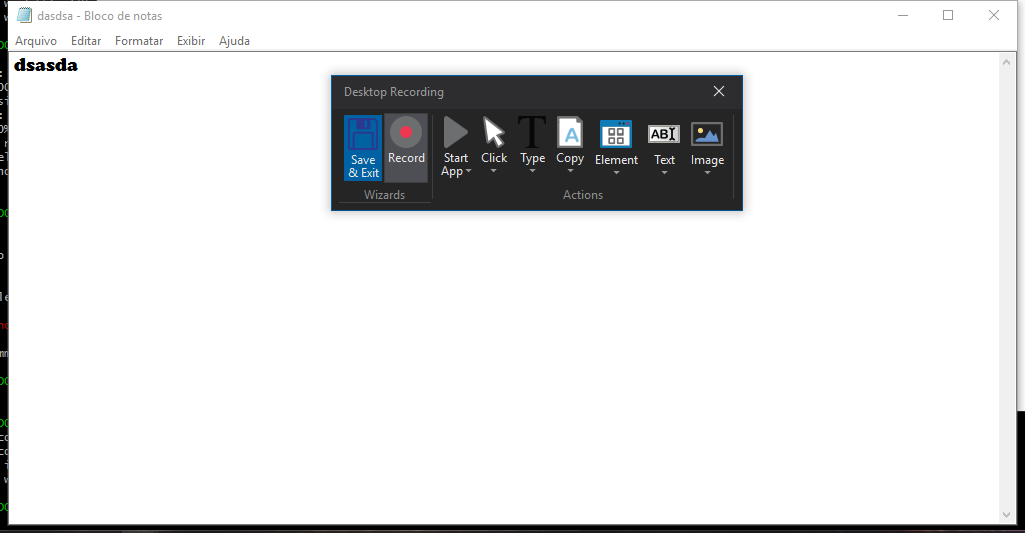 dasdsa - Bloco de notas
Arquivo Editar Formatar Exibir Ajuda
dsasda
Desktop Recording
Save & Exit
Record
Start App
Click
Type
Copy
Element
Text
Image
Wizards
Actions